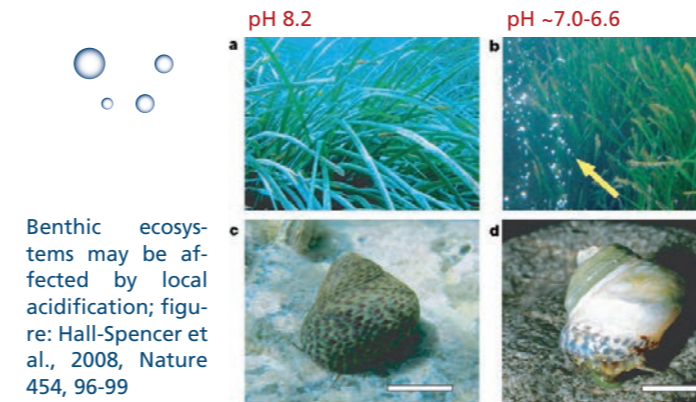 pH 8.2
pH ~7.0-6.6
a
b
c
d
Benthic ecosys-
tems may be af-
fected by local
acidification; figu-
re: Hall-Spencer et
al., 2008, Nature
454, 96-99